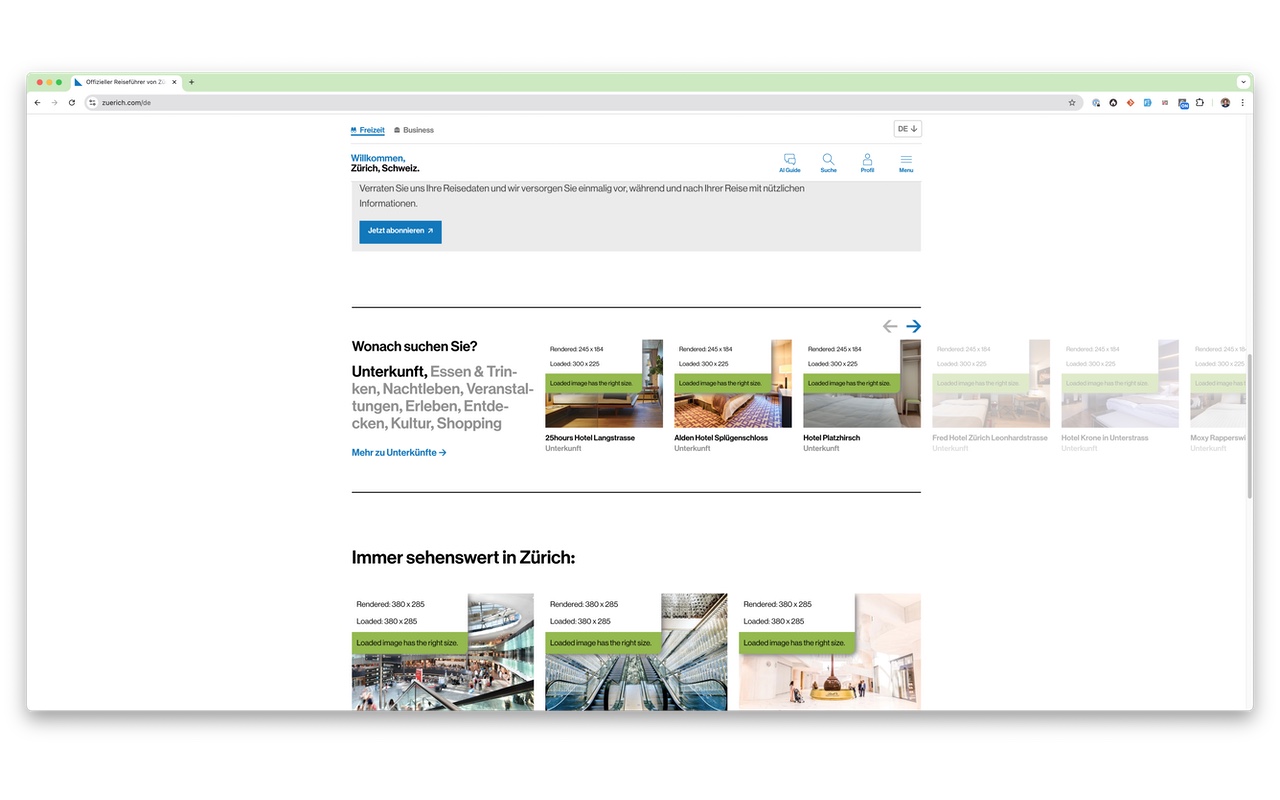 Offizieller Reiseführer von Zü
zuerich.com/de
Freizeit
Business
DE
Willkommen,
Zürich, Schweiz.
AI Guide
Suche
Profil
Menu
Verraten Sie uns Ihre Reisedaten und wir versorgen Sie einmalig vor, während und nach Ihrer Reise mit nützlichen
Informationen.
Jetzt abonnieren
Wonach suchen Sie?
Unterkunft, Essen & Trin-
ken, Nachtleben, Veranstal-
tungen, Erleben, Entde-
cken, Kultur, Shopping
Mehr zu Unterkünfte
Rendered: 245 x 184
Loaded: 300 x 225
Loaded image has the right size.
25hours Hotel Langstrasse
Unterkunft
Rendered: 245 x 184
Loaded: 300 x 225
Loaded image has the right size.
Alden Hotel Splügenschloss
Unterkunft
Rendered: 245 x 184
Loaded: 300 x 225
Loaded image has the right size.
Hotel Platzhirsch
Unterkunft
Rendered: 245 x 184
Loaded: 300 x 225
Loaded image has the right size.
Fred Hotel Zürich Leonhardstrasse
Unterkunft
Rendered: 245 x 184
Loaded: 300 x 225
Loaded image has the right size.
Hotel Krone in Unterstrass
Unterkunft
Rendered: 245 x
Loaded: 300 x 225
Loaded image has
Moxy Rapperswi
Unterkunft
Immer sehenswert in Zürich:
Rendered: 380 x 285
Loaded: 380 x 285
Loaded image has the right size.
Rendered: 380 x 285
Loaded: 380 x 285
Loaded image has the right size.
Rendered: 380 x 285
Loaded: 380 x 285
Loaded image has the right size.